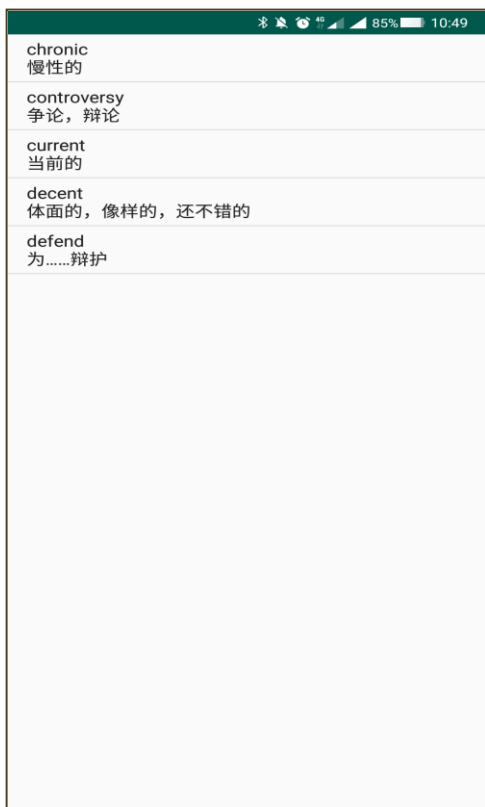 4G 85% 10:49
chronic
慢性的
controversy
争论，辩论
current
当前的
decent
体面的，像样的，还不错的
defend
为……辩护